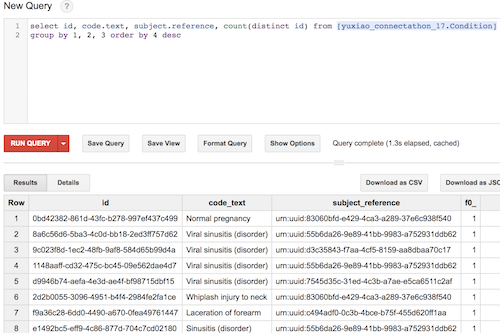 New Query ?
1 select id, code.text, subject.reference, count(distinct id) from [yuxiao_connectathon_17.Condition]
2 group by 1, 2, 3 order by 4 desc
RUN QUERY Save Query Save View Format Query Show Options Query complete (1.3s elapsed, cached)
Results Details Download as CSV Download as JSO
Row id code_text subject_reference f0_
1 0bd42382-861d-43fc-b278-997ef437c499 Normal pregnancy urn:uuid:83060bfd-e429-4ca3-a289-37e6c938f540 1
2 8a6c56d6-5ba3-4c0d-bb18-2ed3ff757d62 Viral sinusitis (disorder) urn:uuid:55b6da26-9e89-41bb-9983-a752931ddb62 1
3 9c023f8d-1ec2-48fb-9af8-584d65b99d4a Viral sinusitis (disorder) urn:uuid:d3c35843-f7aa-4cf5-8159-aa8dbaa70c17 1
4 1148aaff-cd32-475c-bc45-09e562dae4d7 Viral sinusitis (disorder) urn:uuid:55b6da26-9e89-41bb-9983-a752931ddb62 1
5 d9946b74-aefa-4e3d-ae4f-bf987815dbf15 Viral sinusitis (disorder) urn:uuid:7545d35c-31ed-4c3b-a7ae-e5ca6511c2af 1
6 2d2b0055-3096-4951-b4f4-2984fe2fa1ce Whiplash injury to neck urn:uuid:83060bfd-e429-4ca3-a289-37e6c938f540 1
7 f9a36c28-6dd0-4490-a670-0fea49761447 Laceration of forearm urn:uuid:c494adf0-0c3b-4bce-b75f-455d620ff1aa 1
8 e1492bc5-eff9-4c86-877d-704c7cd02180 Sinusitis (disorder) urn:uuid:55b6da26-9e89-41bb-9983-a752931ddb62 1